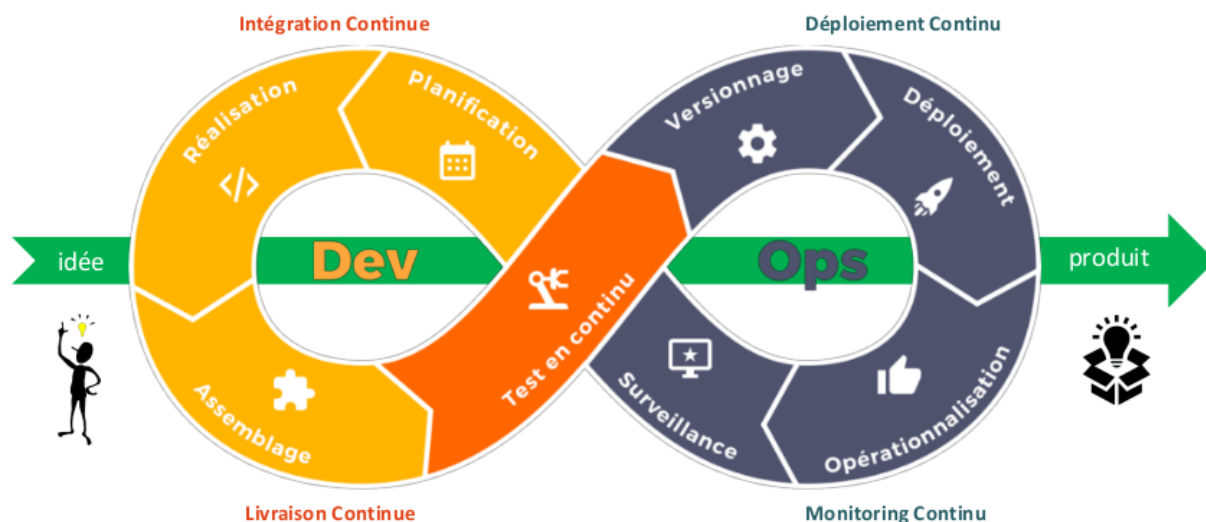 Intégration Continue
Déploiement Continu
Réalisation
Planification
Versionnage
Déploiement
idée
Dev
Ops
produit
Test en continu
Assemblage
Surveillance
Opérationnalisation
Livraison Continue
Monitoring Continu